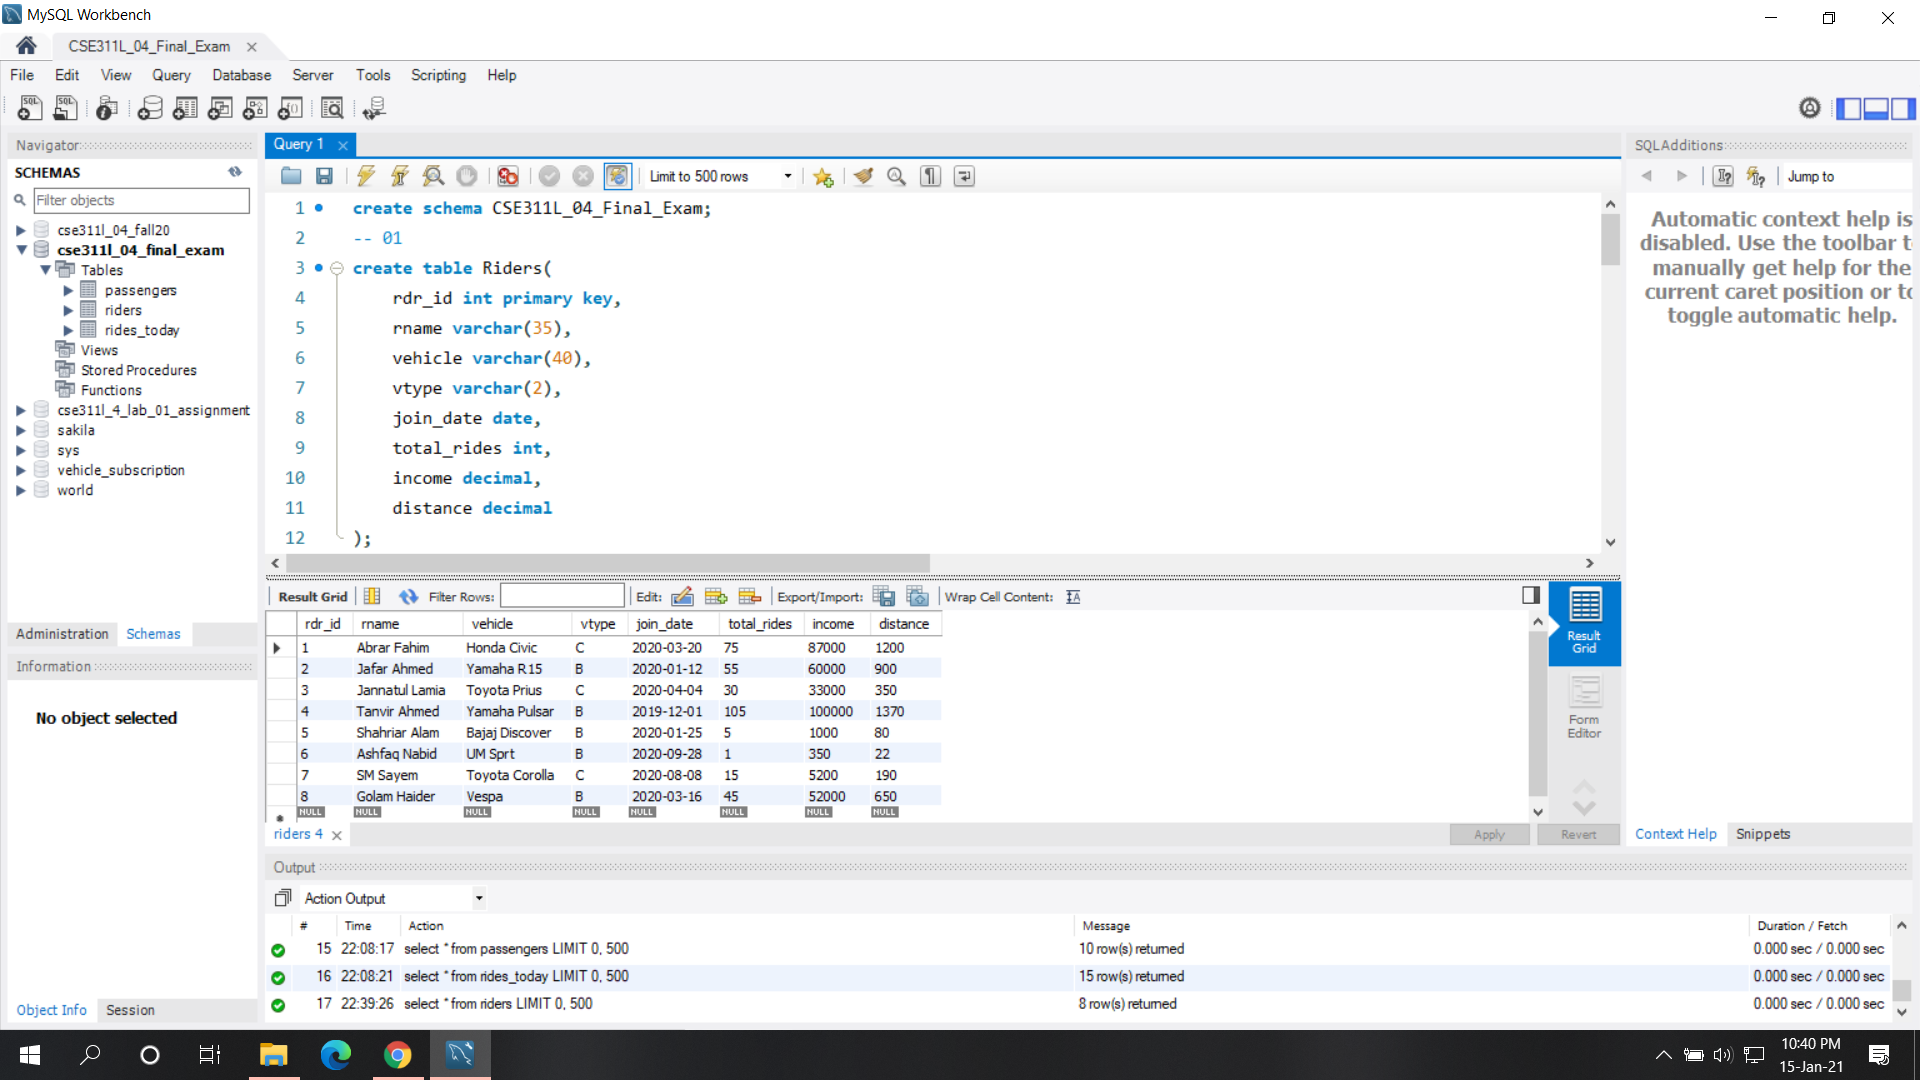 MySQL Workbench
CSE311L_04_Final_Exam
File Edit View Query Database Server Tools Scripting Help
Navigator
SCHEMAS
Filter objects
cse311l_04_fall20
cse311l_04_final_exam
Tables
passengers
riders
rides_today
Views
Stored Procedures
Functions
cse311l_4_lab_01_assignment
sakila
sys
vehicle_subscription
world
Administration Schemas
Information
No object selected
Object Info Session
Query 1
Limit to 500 rows
1 create schema CSE311L_04_Final_Exam;
2 -- 01
3 create table Riders(
4 rdr_id int primary key,
5 rname varchar(35),
6 vehicle varchar(40),
7 vtype varchar(2),
8 join_date date,
9 total_rides int,
10 income decimal,
11 distance decimal
12 );
Result Grid Filter Rows: Edit: Export/Import: Wrap Cell Content:
rdr_id rname vehicle vtype join_date total_rides income distance
1 Abrar Fahim Honda Civic C 2020-03-20 75 87000 1200
2 Jafar Ahmed Yamaha R15 B 2020-01-12 55 60000 900
3 Jannatul Lamia Toyota Prius C 2020-04-04 30 33000 350
4 Tanvir Ahmed Yamaha Pulsar B 2019-12-01 105 100000 1370
5 Shahriar Alam Bajaj Discover B 2020-01-25 5 1000 80
6 Ashfaq Nabid UM Sprt B 2020-09-28 1 350 22
7 SM Sayem Toyota Corolla C 2020-08-08 15 5200 190
8 Golam Haider Vespa B 2020-03-16 45 52000 650
NULL NULL NULL NULL NULL NULL NULL NULL
Result
Grid
Form
Editor
riders 4
Apply Revert
SQLAdditions
Jump to
Automatic context help is
disabled. Use the toolbar t
manually get help for the
current caret position or to
toggle automatic help.
Context Help Snippets
Output
Action Output
# Time Action Message Duration / Fetch
15 22:08:17 select * from passengers LIMIT 0, 500 10 row(s) returned 0.000 sec / 0.000 sec
16 22:08:21 select * from rides_today LIMIT 0, 500 15 row(s) returned 0.000 sec / 0.000 sec
17 22:39:26 select * from riders LIMIT 0, 500 8 row(s) returned 0.000 sec / 0.000 sec
10:40 PM
15-Jan-21